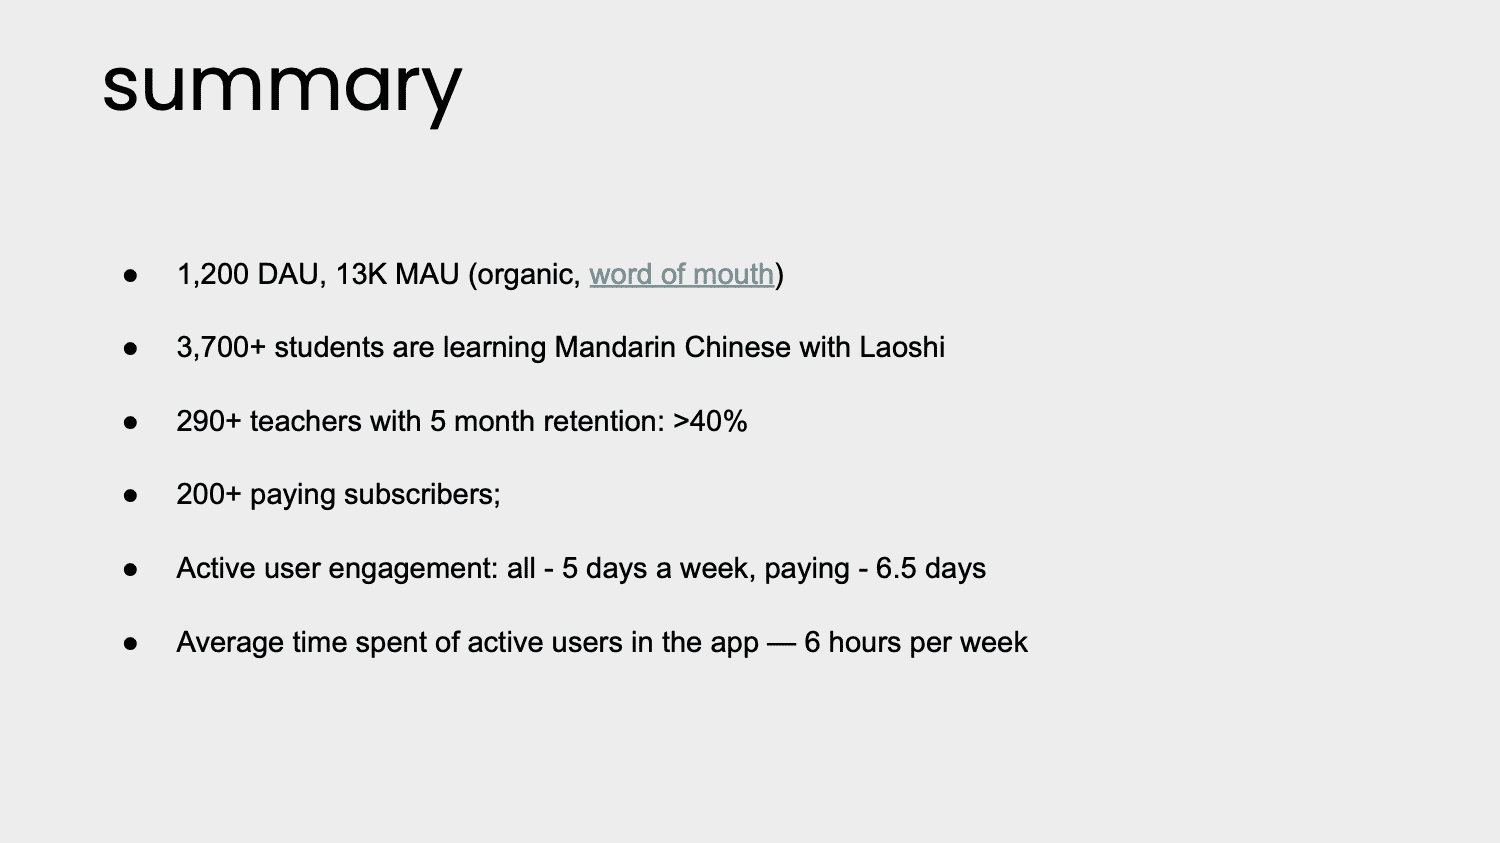 summary
● 1,200 DAU, 13K MAU (organic, word of mouth)
● 3,700+ students are learning Mandarin Chinese with Laoshi
● 290+ teachers with 5 month retention: >40%
● 200+ paying subscribers;
● Active user engagement: all - 5 days a week, paying - 6.5 days
● Average time spent of active users in the app — 6 hours per week